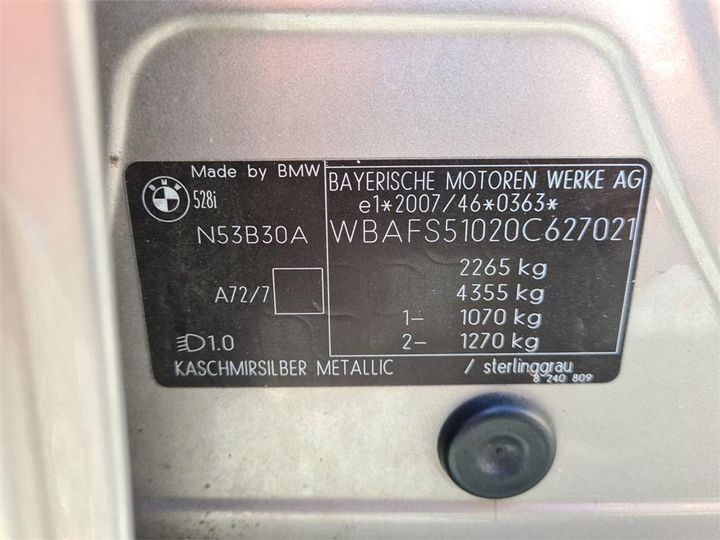 Made by BMW
BMW
528i
N53B30A
A72/7
1.0
BAYERISCHE MOTOREN WERKE AG
e1*2007/46*0363*
WBAFS51020C627021
2265 kg
4355 kg
1- 1070 kg
2- 1270 kg
KASCHMIRSILBER METALLIC / sterlinggrau
8 240 809